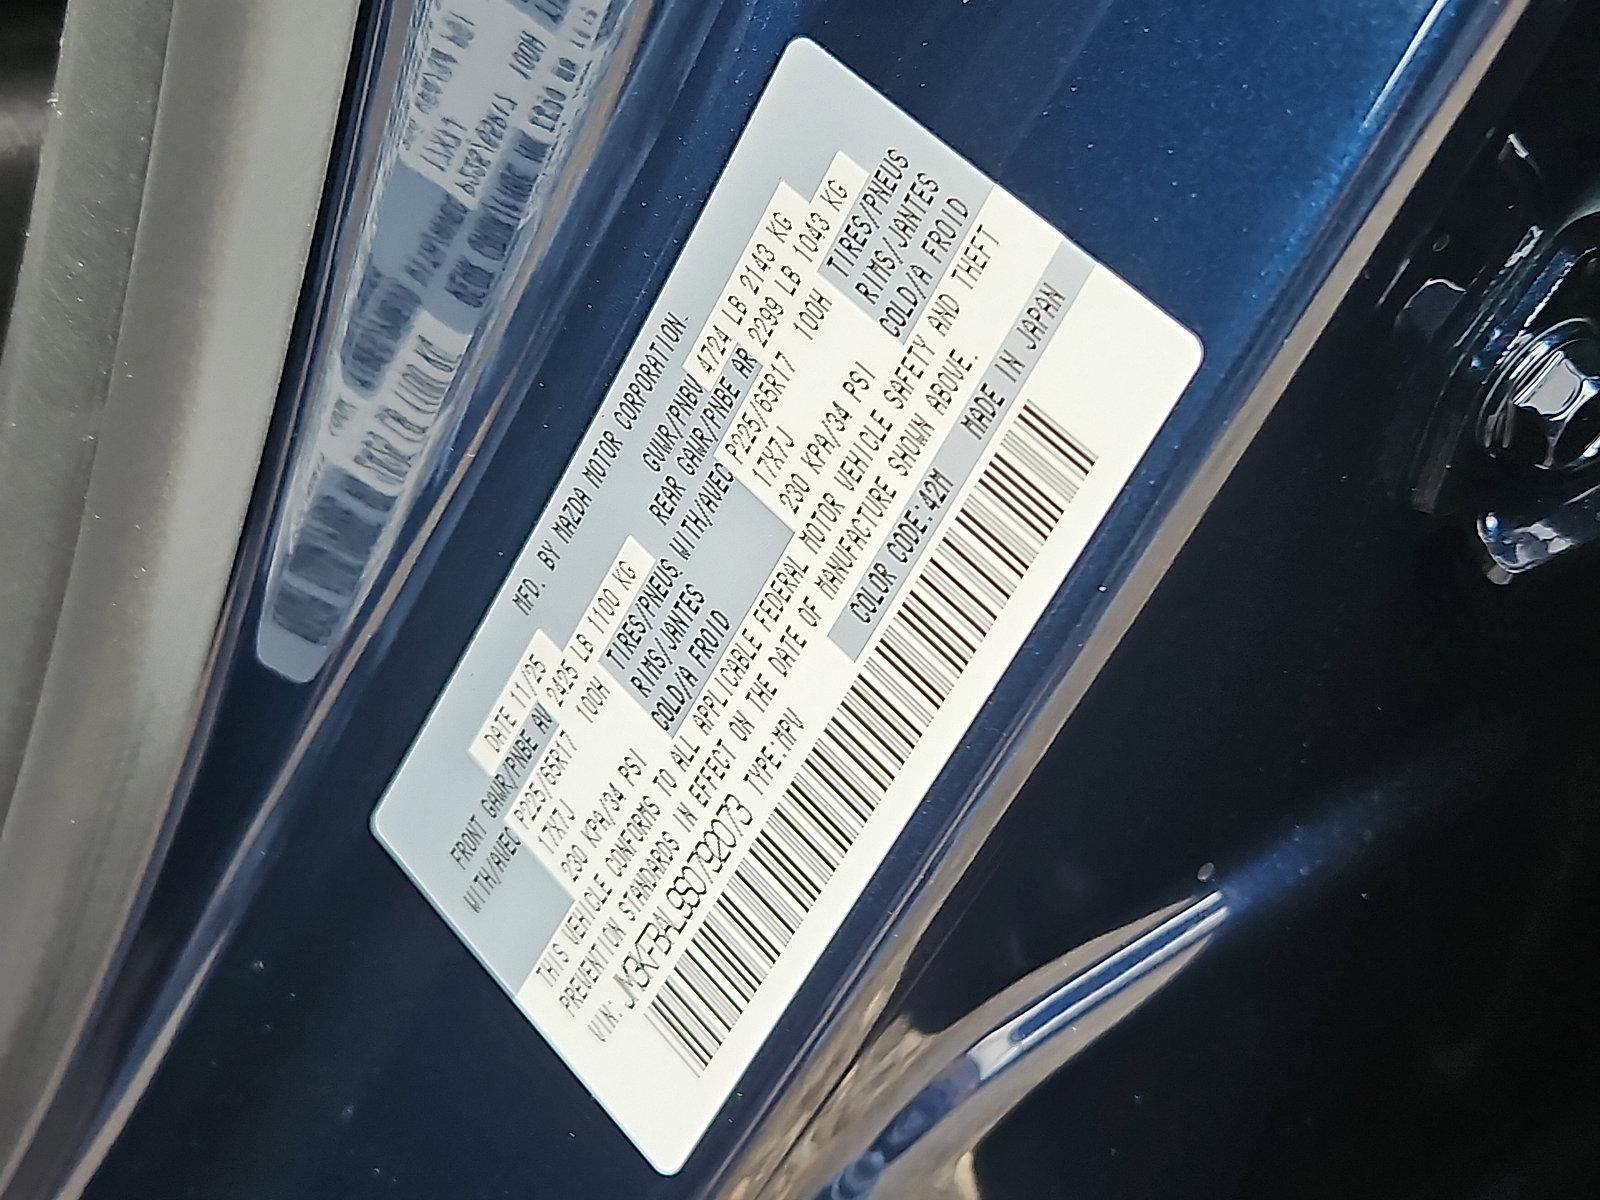 MFD. BY MAZDA MOTOR CORPORATION.
DATE 11/25 GVWR/PNBV 4724 LB 2143 KG
FRONT GAWR/PNBE AV 2425 LB 1100 KG REAR GAWR/PNBE AR 2299 LB 1043 KG
WITH/AVEC P225/65R17 100H TIRES/PNEUS WITH/AVEC P225/65R17 100H TIRES/PNEUS
17X7J RIMS/JANTES 17X7J RIMS/JANTES
230 KPA/34 PSI COLD/A FROID 230 KPA/34 PSI COLD/A FROID
THIS VEHICLE CONFORMS TO ALL APPLICABLE FEDERAL MOTOR VEHICLE SAFETY AND THEFT
PREVENTION STANDARDS IN EFFECT ON THE DATE OF MANUFACTURE SHOWN ABOVE.
VIN: JM3KFBAL9S0792073 TYPE:MPV COLOR CODE:42M MADE IN JAPAN